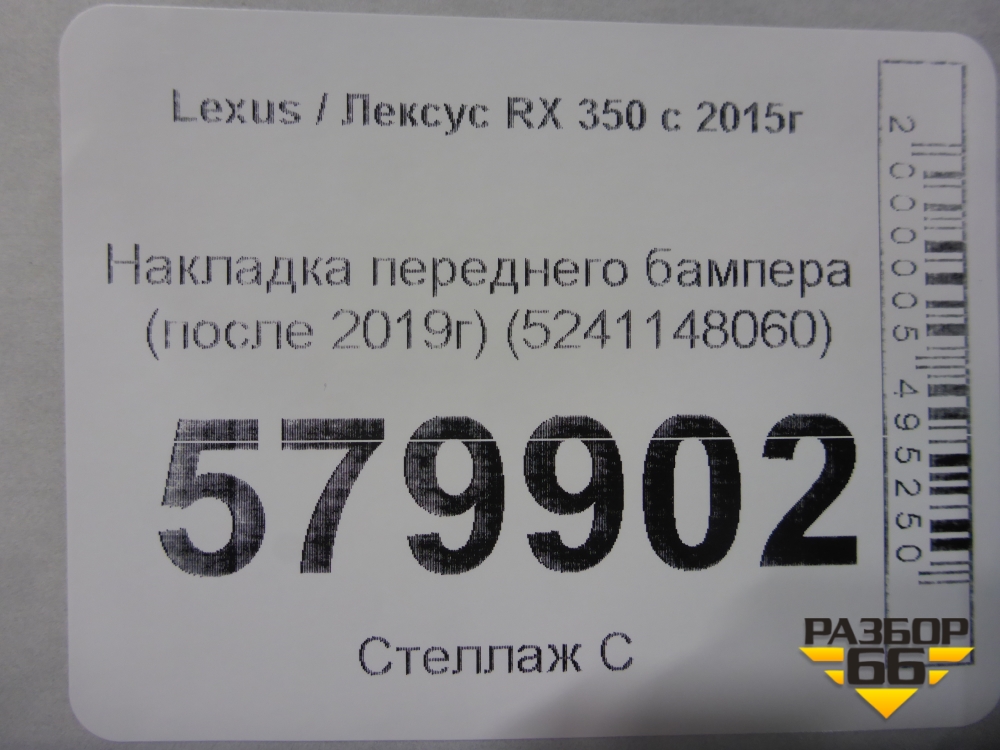 Lexus / Лексус RX 350 с 2015г
Накладка переднего бампера
(после 2019г) (5241148060)
579902
Стеллаж С
2000005495250
РАЗБОР
66